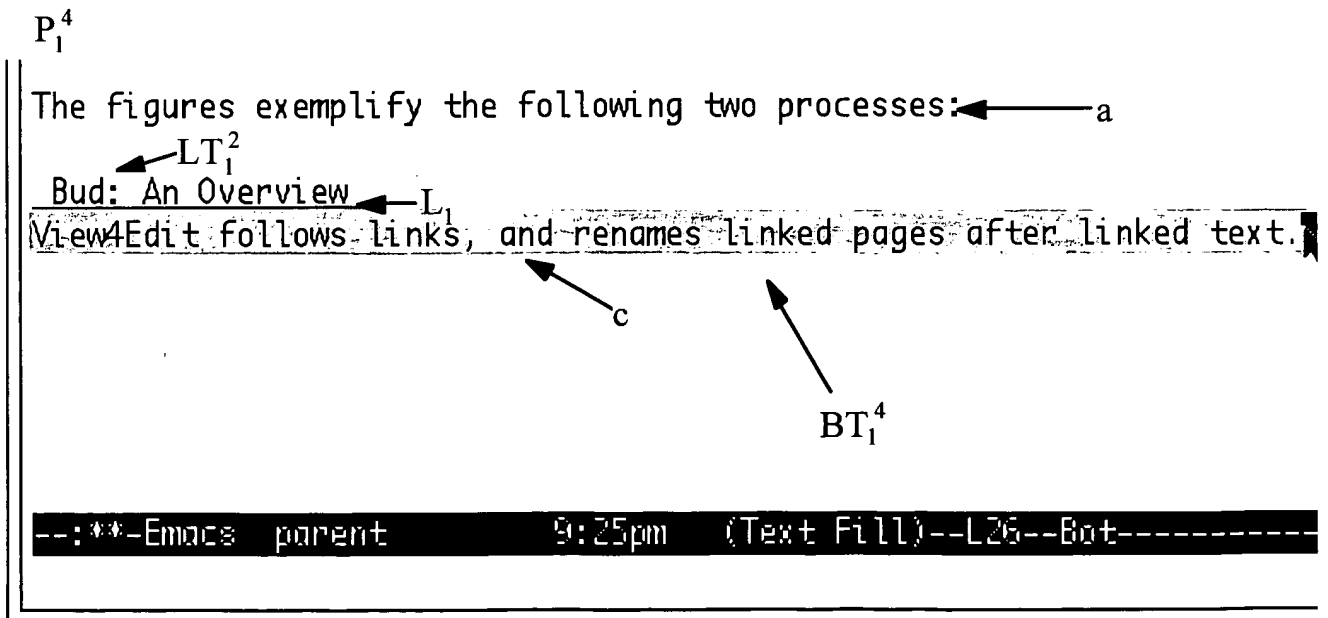 P₁⁴
The figures exemplify the following two processes: a
LT₁²
Bud: An Overview L₁
View4Edit follows links, and renames linked pages after linked text.
c
BT₁⁴
--:**-Emacs parent 9:25pm (Text Fill)--L26--Bot-----------